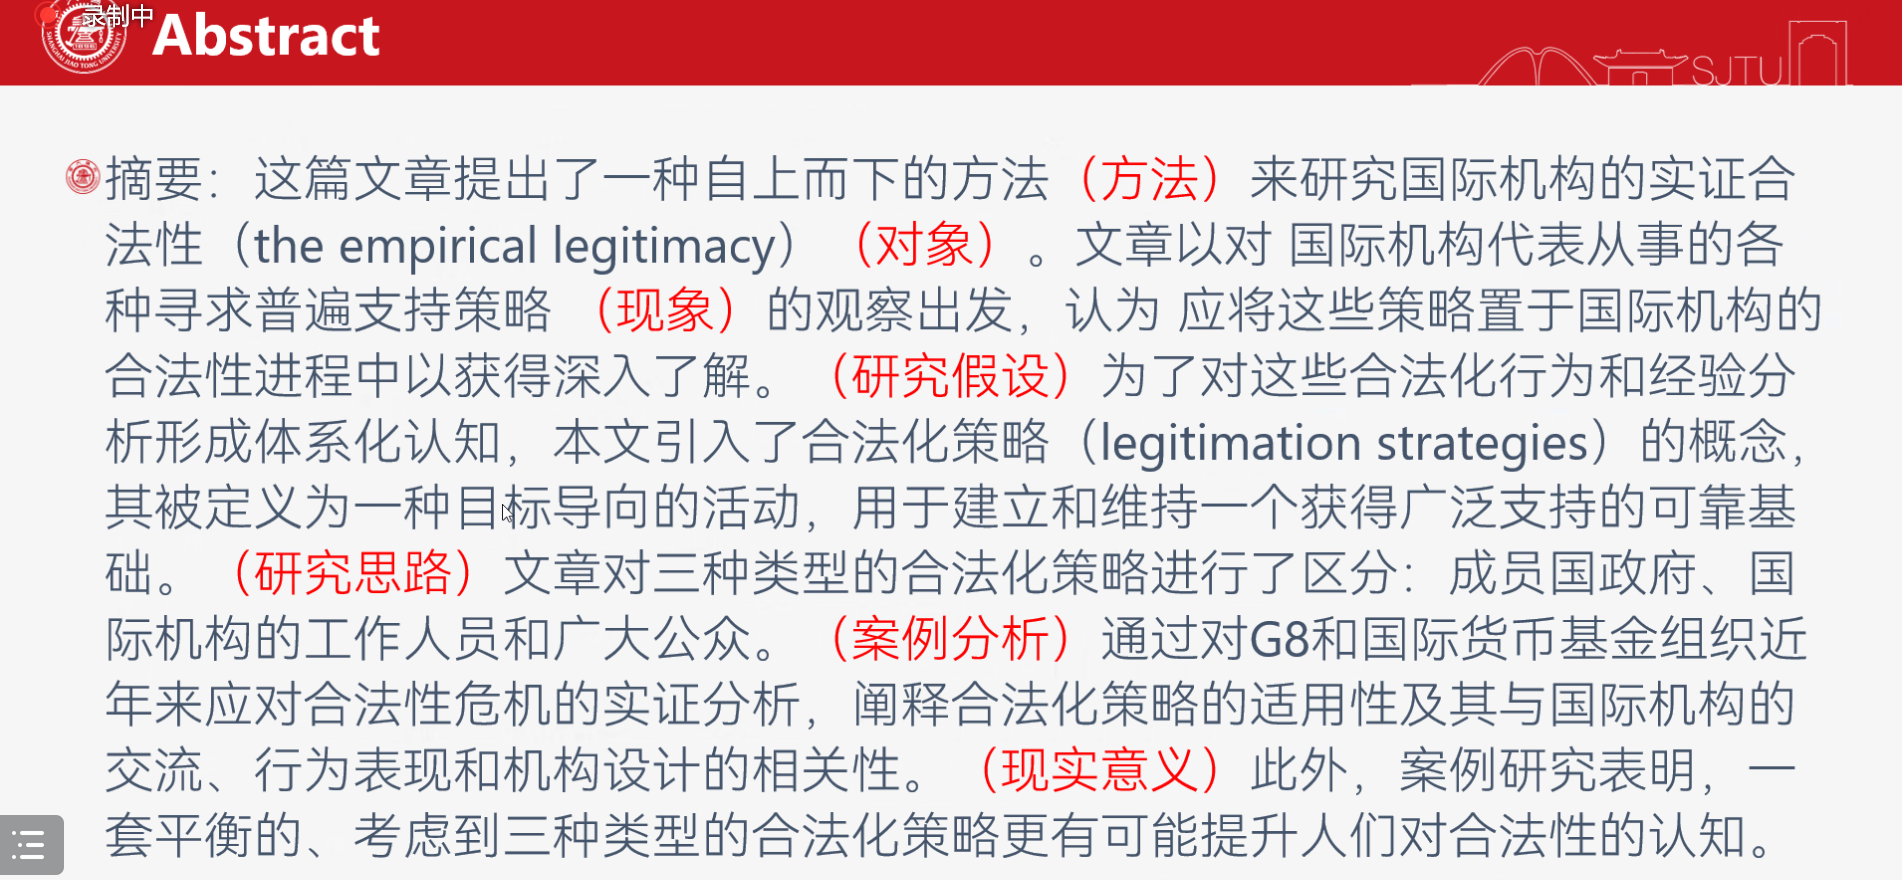 录制中
Abstract
SHANGHAI JIAO TONG UNIVERSITY
SJTU
摘要：这篇文章提出了一种自上而下的方法（方法）来研究国际机构的实证合
法性（the empirical legitimacy）（对象）。文章以对 国际机构代表从事的各
种寻求普遍支持策略 （现象）的观察出发，认为 应将这些策略置于国际机构的
合法性进程中以获得深入了解。（研究假设）为了对这些合法化行为和经验分
析形成体系化认知，本文引入了合法化策略（legitimation strategies）的概念，
其被定义为一种目标导向的活动，用于建立和维持一个获得广泛支持的可靠基
础。（研究思路）文章对三种类型的合法化策略进行了区分：成员国政府、国
际机构的工作人员和广大公众。（案例分析）通过对G8和国际货币基金组织近
年来应对合法性危机的实证分析，阐释合法化策略的适用性及其与国际机构的
交流、行为表现和机构设计的相关性。（现实意义）此外，案例研究表明，一
套平衡的、考虑到三种类型的合法化策略更有可能提升人们对合法性的认知。